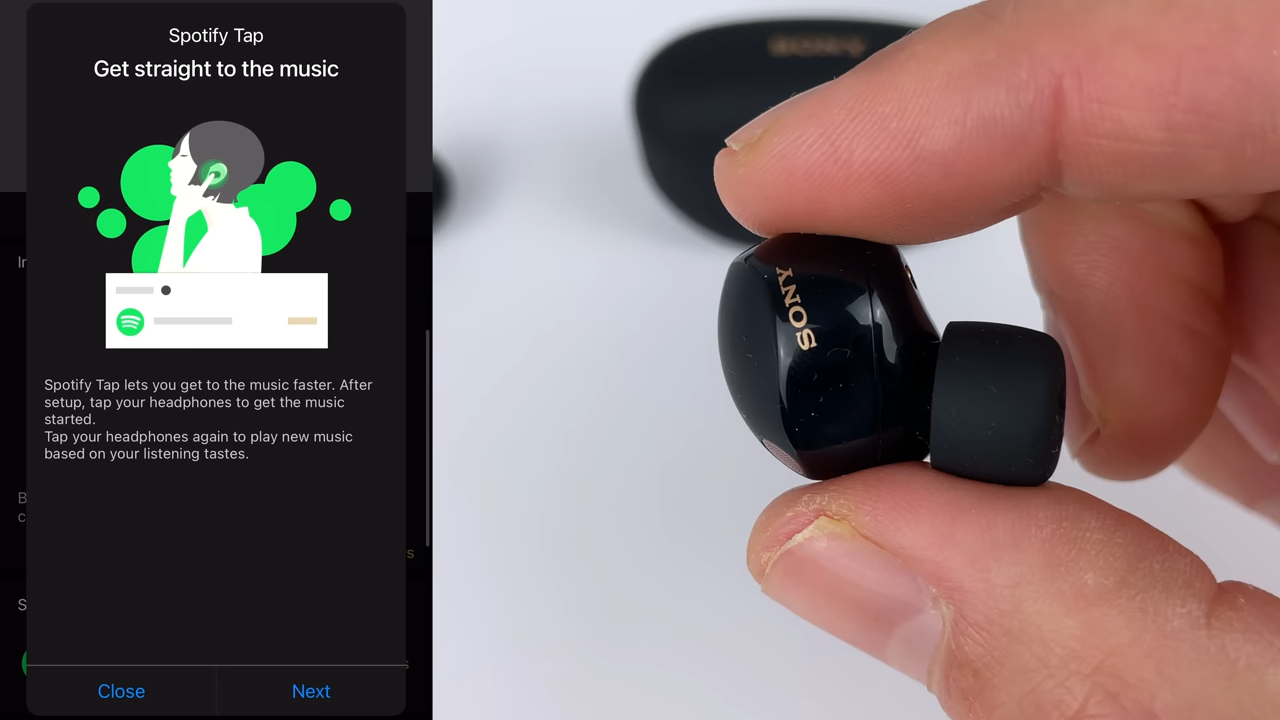 Spotify Tap
Get straight to the music
Spotify Tap lets you get to the music faster. After
setup, tap your headphones to get the music
started.
Tap your headphones again to play new music
based on your listening tastes.
Close
Next
SONY
SONY